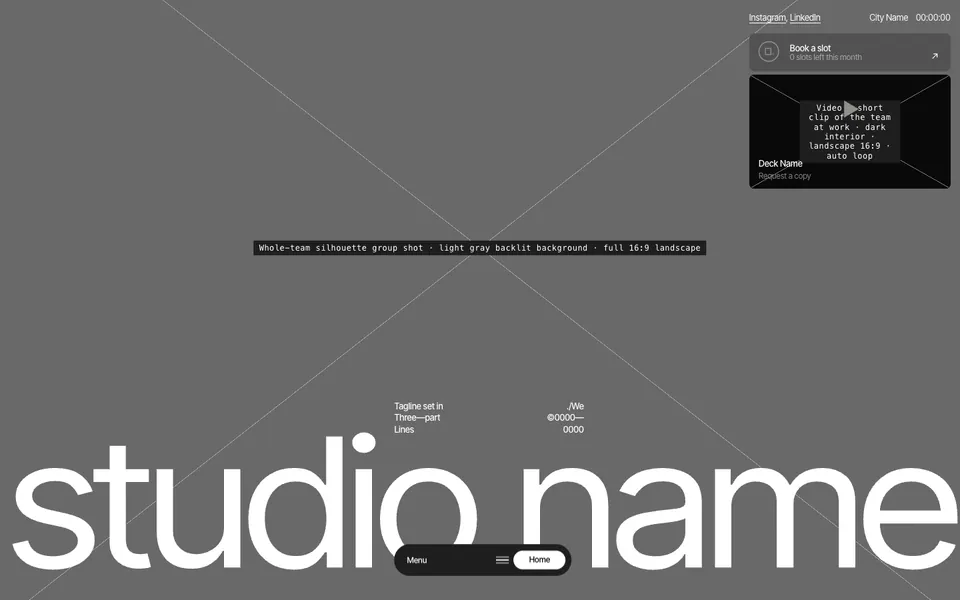 Instagram, LinkedIn
City Name 00:00:00
Book a slot
0 slots left this month
Video · short
clip of the team
at work · dark
interior ·
landscape 16:9 ·
auto loop
Deck Name
Request a copy
Whole-team silhouette group shot · light gray backlit background · full 16:9 landscape
Tagline set in
Three—part
Lines
./We
©0000—
0000
studio name
Menu
Home